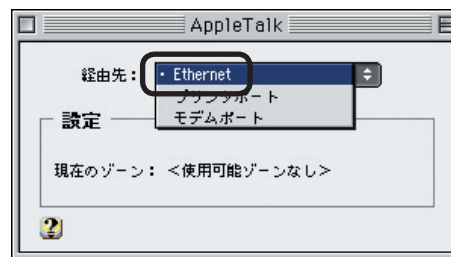 AppleTalk
経由先： • Ethernet
プリンタポート
モデムポート
設定
現在のゾーン： ＜使用可能ゾーンなし＞